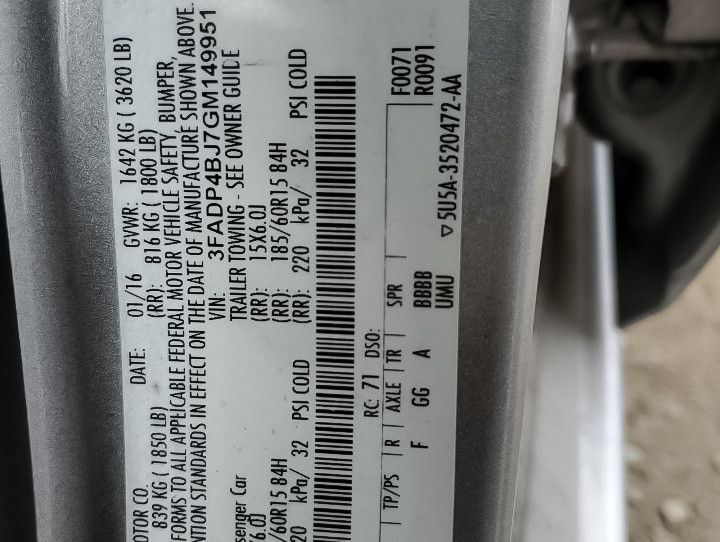 OTOR CO. DATE: 01/16 GVWR: 1642 KG ( 3620 LB)
839 KG ( 1850 LB) (RR): 816 KG ( 1800 LB)
FORMS TO ALL APPLICABLE FEDERAL MOTOR VEHICLE SAFETY, BUMPER,
NTION STANDARDS IN EFFECT ON THE DATE OF MANUFACTURE SHOWN ABOVE.
VIN: 3FADP4BJ7GM149951
senger Car TRAILER TOWING - SEE OWNER GUIDE
6.0J (RR): 15X6.0J
/60R15 84H (RR): 185/60R15 84H
20 kPa/ 32 PSI COLD (RR): 220 kPa/ 32 PSI COLD
RC: 71 DSO: F0071
R0091
TP/PS R AXLE TR SPR
F GG A BBBB
UMU ▽5U5A-3520472-AA